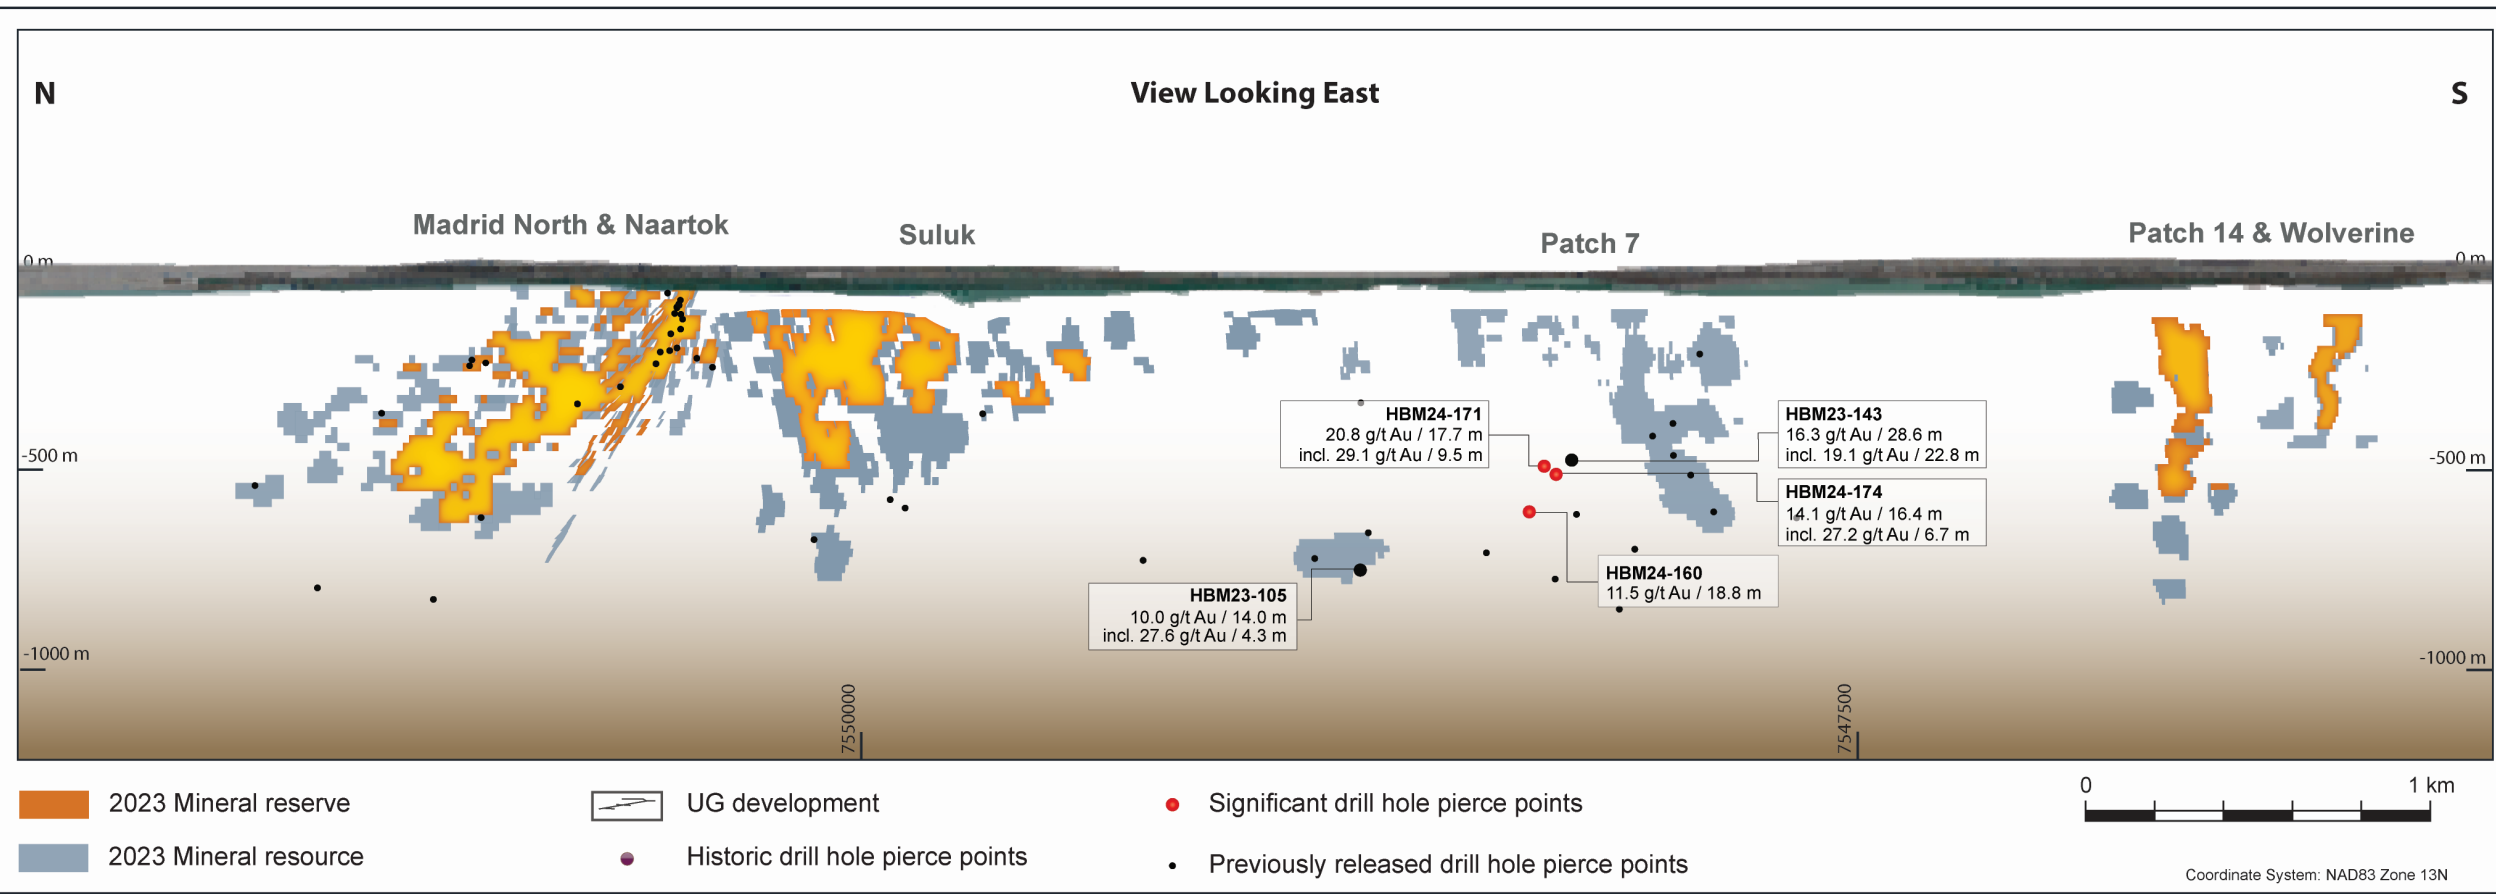 N
View Looking East
S
Madrid North & Naartok
Suluk
Patch 7
Patch 14 & Wolverine
0 m
0 m
HBM24-171
20.8 g/t Au / 17.7 m
incl. 29.1 g/t Au / 9.5 m
HBM23-143
16.3 g/t Au / 28.6 m
incl. 19.1 g/t Au / 22.8 m
-500 m
-500 m
HBM24-174
14.1 g/t Au / 16.4 m
incl. 27.2 g/t Au / 6.7 m
HBM24-160
11.5 g/t Au / 18.8 m
HBM23-105
10.0 g/t Au / 14.0 m
incl. 27.6 g/t Au / 4.3 m
-1000 m
-1000 m
7550000
7547500
2023 Mineral reserve
UG development
Significant drill hole pierce points
0 1 km
2023 Mineral resource
Historic drill hole pierce points
Previously released drill hole pierce points
Coordinate System: NAD83 Zone 13N